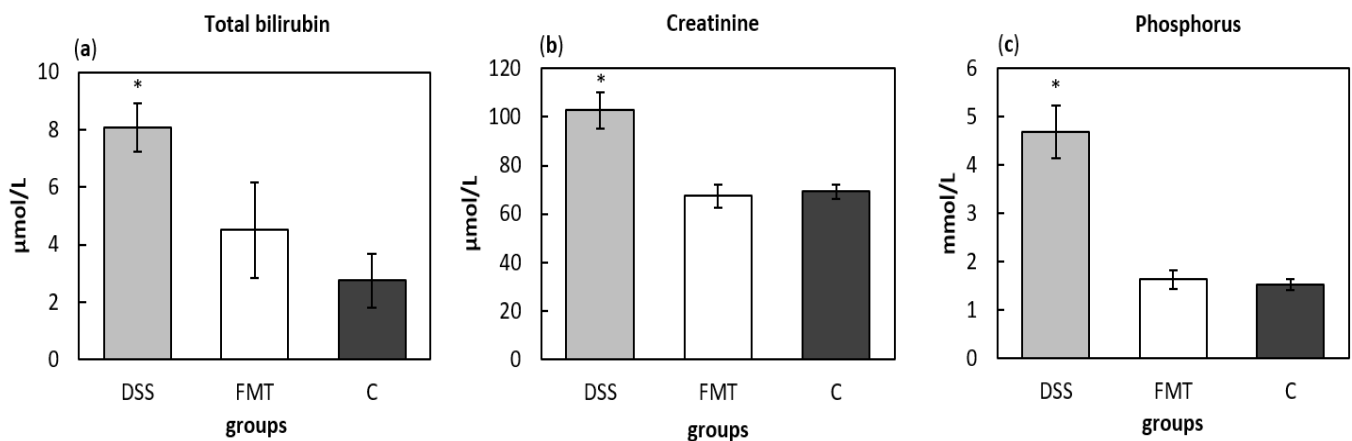 Total bilirubin
(a)
10
8
6
4
2
0
µmol/L
*
DSS FMT C
groups
Creatinine
(b)
120
100
80
60
40
20
0
µmol/L
*
DSS FMT C
groups
Phosphorus
(c)
6
5
4
3
2
1
0
mmol/L
*
DSS FMT C
groups